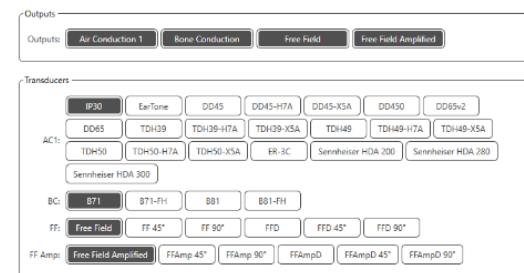 Outputs
Outputs: Air Conduction 1 Bone Conduction Free Field Free Field Amplified
Transducers
IP30 EarTone DD45 DD45-H7A DD45-X5A DD450 DD65v2
AC1: DD65 TDH39 TDH39-H7A TDH39-X5A TDH49 TDH49-H7A TDH49-X5A
TDH50 TDH50-H7A TDH50-X5A ER-3C Sennheiser HDA 200 Sennheiser HDA 280
Sennheiser HDA 300
BC: B71 B71-FH B81 B81-FH
FF: Free Field FF 45° FF 90° FFD FFD 45° FFD 90°
FF Amp: Free Field Amplified FFAmp 45° FFAmp 90° FFAmpD FFAmpD 45° FFAmpD 90°